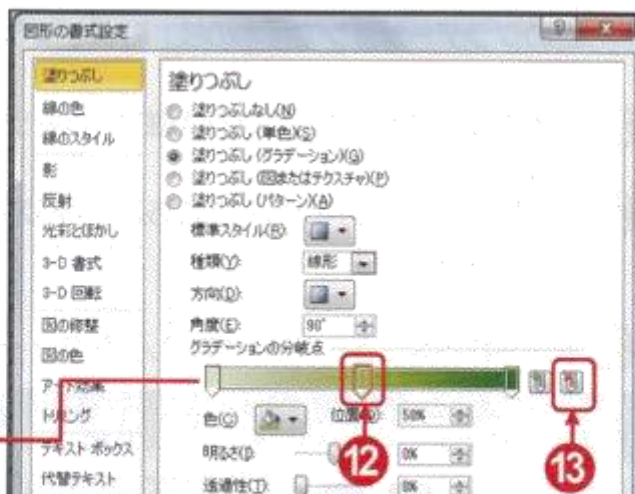 図形の書式設定
塗りつぶし
線の色
線のスタイル
影
反射
光彩とぼかし
3-D 書式
3-D 回転
図の修整
図の色
アート効果
トリミング
テキスト ボックス
代替テキスト
塗りつぶし
塗りつぶしなし(N)
塗りつぶし (単色)(S)
塗りつぶし (グラデーション)(G)
塗りつぶし (図またはテクスチャ)(P)
塗りつぶし (パターン)(A)
標準スタイル(R):
種類(Y): 線形
方向(D):
角度(E): 90°
グラデーションの分岐点
色(C) 位置 50%
12
13
明るさ(I): 0%
透過性(T): 0%